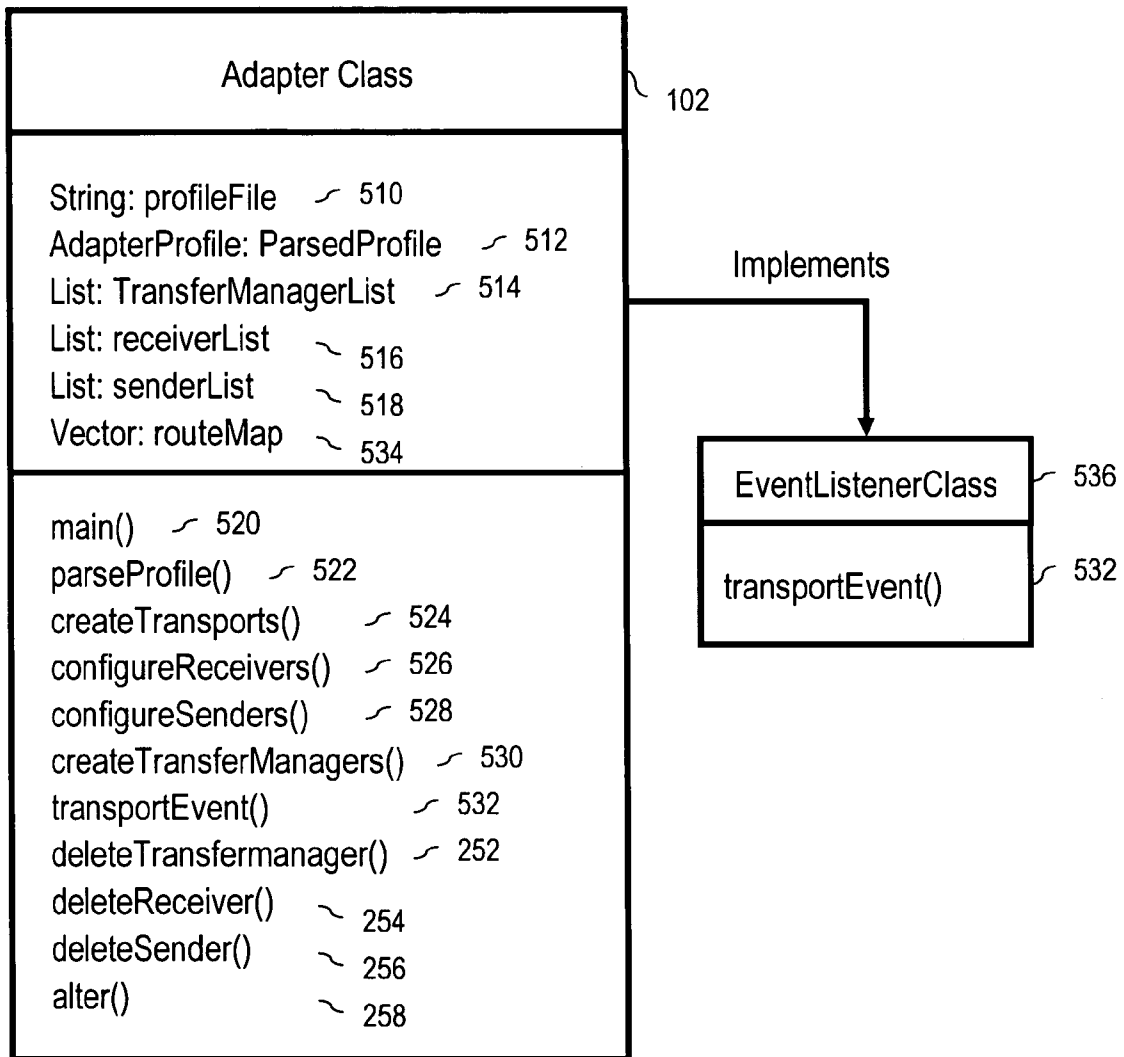 Adapter Class
102
String: profileFile 510
AdapterProfile: ParsedProfile 512
List: TransferManagerList 514
List: receiverList 516
List: senderList 518
Vector: routeMap 534
Implements
EventListenerClass 536
transportEvent() 532
main() 520
parseProfile() 522
createTransports() 524
configureReceivers() 526
configureSenders() 528
createTransferManagers() 530
transportEvent() 532
deleteTransfermanager() 252
deleteReceiver() 254
deleteSender() 256
alter() 258